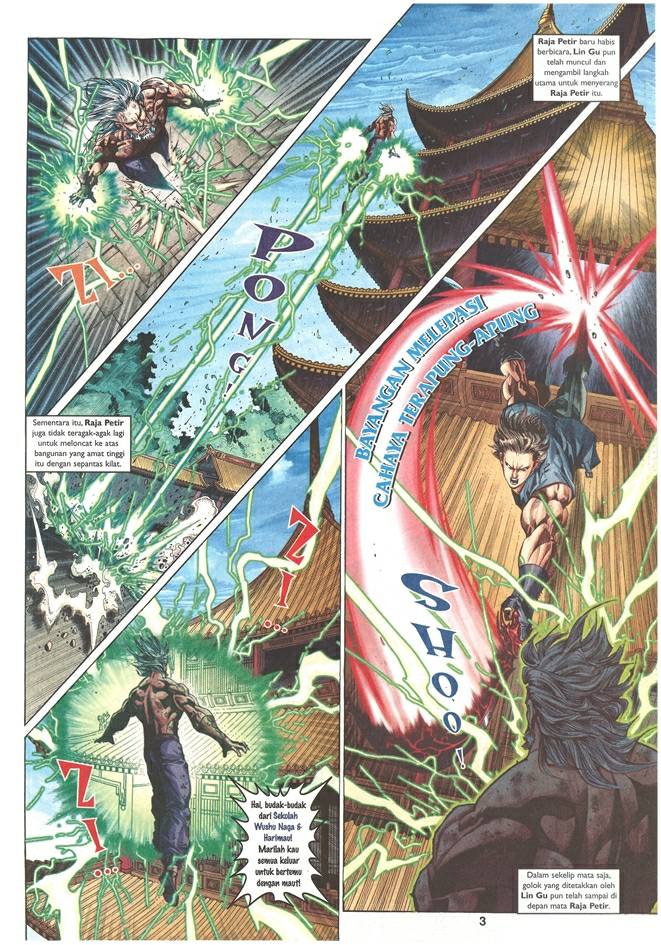 ZI...
Sementara itu, Raja Petir
juga tidak teragak-agak lagi
untuk meloncat ke atas
bangunan yang amat tinggi
itu dengan sepantas kilat.
PONG!
ZI...
ZI...
Hai, budak-budak
dari Sekolah
Wushu Naga &
Harimau!
Marilah kau
semua keluar
untuk bertemu
dengan maut!
Raja Petir baru habis
berbicara, Lin Gu pun
telah muncul dan
mengambil langkah
utama untuk menyerang
Raja Petir itu.
BAYANGAN MELEPASI
CAHAYA TERAPUNG-APUNG
SHOO!
Dalam sekelip mata saja,
golok yang ditetakkan oleh
Lin Gu pun telah sampai di
depan mata Raja Petir.
3